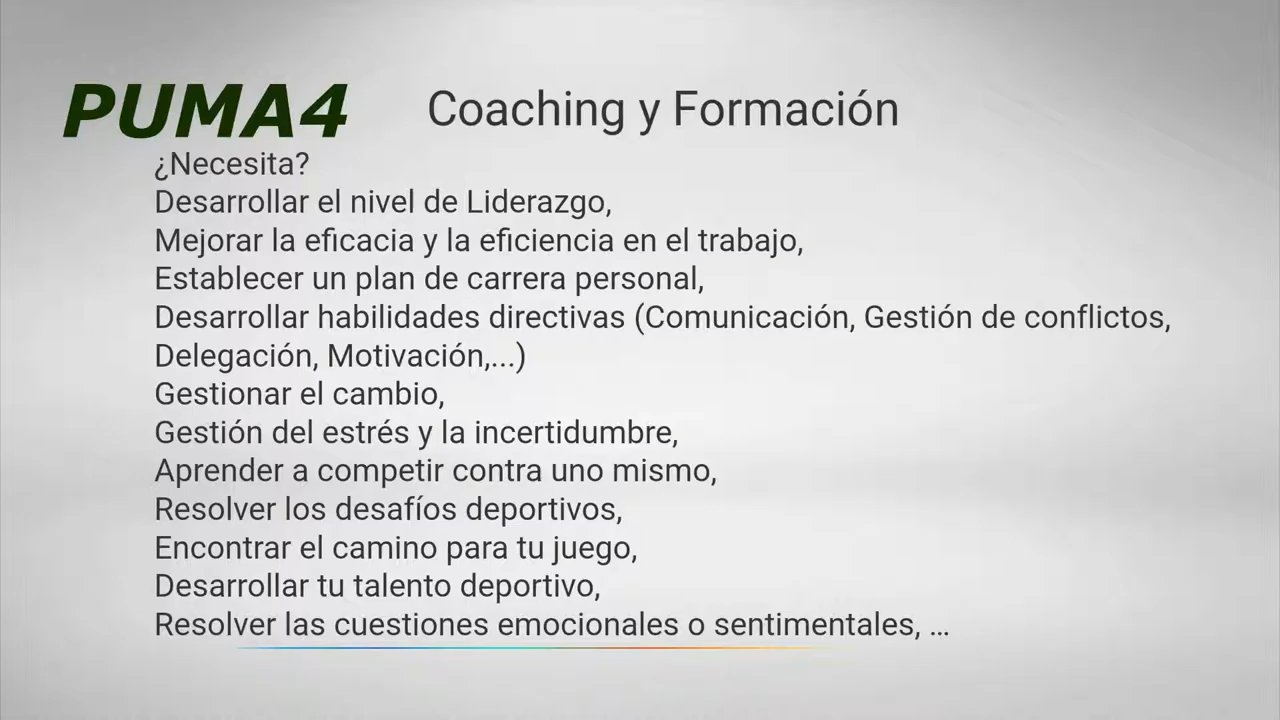 PUMA4 Coaching y Formación
¿Necesita?
Desarrollar el nivel de Liderazgo,
Mejorar la eficacia y la eficiencia en el trabajo,
Establecer un plan de carrera personal,
Desarrollar habilidades directivas (Comunicación, Gestión de conflictos,
Delegación, Motivación,...)
Gestionar el cambio,
Gestión del estrés y la incertidumbre,
Aprender a competir contra uno mismo,
Resolver los desafíos deportivos,
Encontrar el camino para tu juego,
Desarrollar tu talento deportivo,
Resolver las cuestiones emocionales o sentimentales, ...